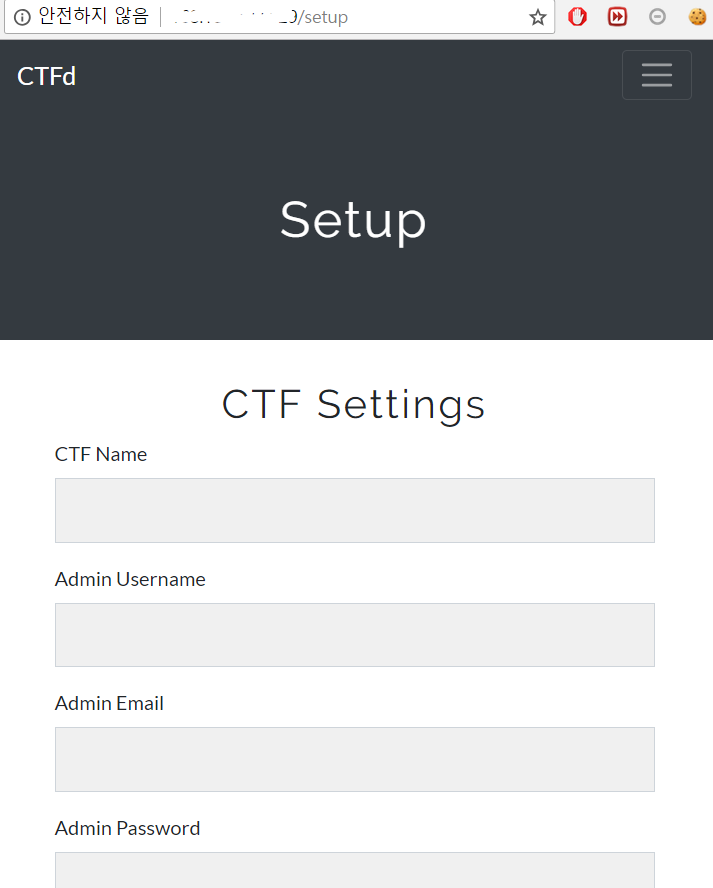 안전하지 않음 /setup
CTFd
Setup
CTF Settings
CTF Name
Admin Username
Admin Email
Admin Password